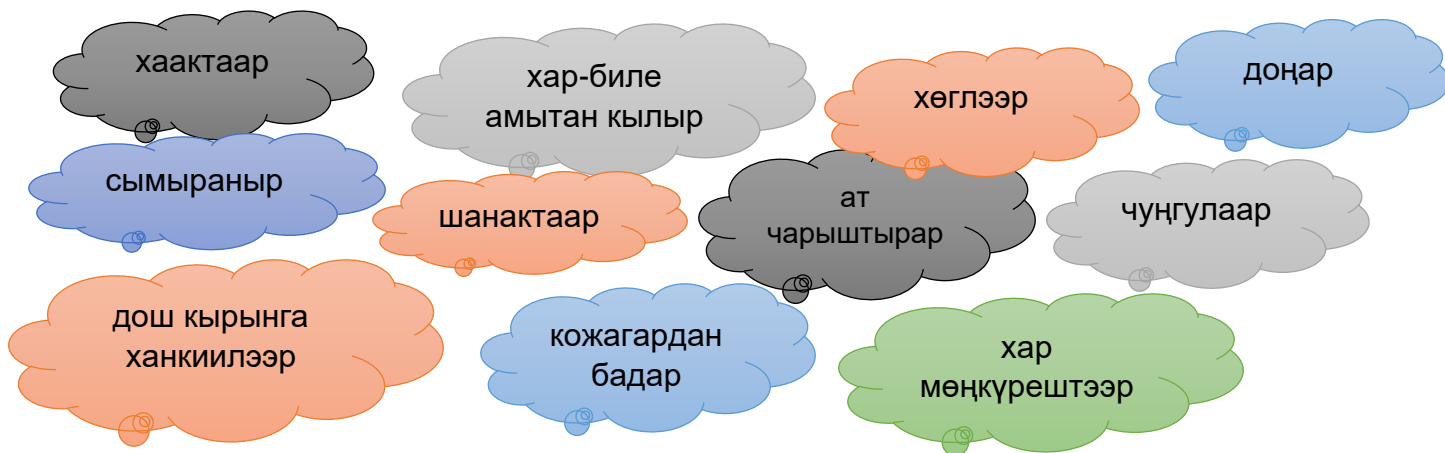 хаактаар
хар-биле
амытан кылыр
хөглээр
доңар
сымыраныр
шанактаар
ат
чарыштырар
чуңгулаар
дош кырынга
ханкиилээр
кожагардан
бадар
хар
мөңкүрештээр